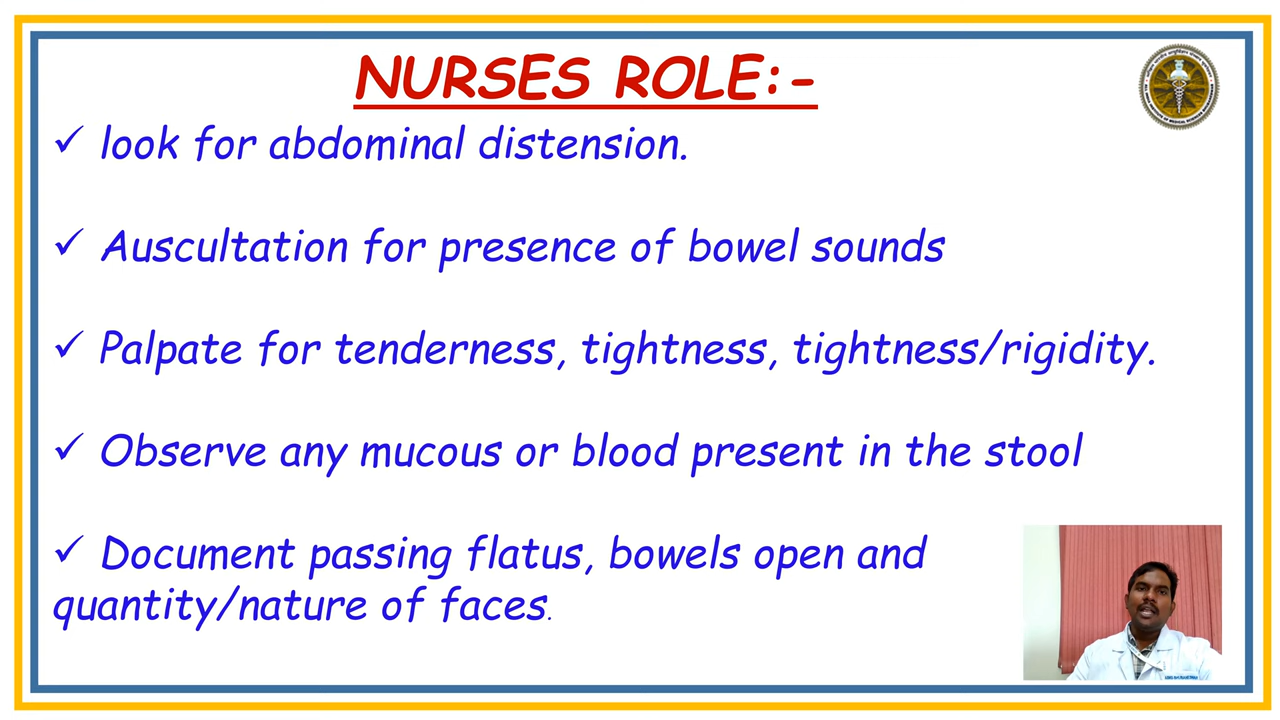 NURSES ROLE:-
✓ look for abdominal distension.
✓ Auscultation for presence of bowel sounds
✓ Palpate for tenderness, tightness, tightness/rigidity.
✓ Observe any mucous or blood present in the stool
✓ Document passing flatus, bowels open and
quantity/nature of faces.